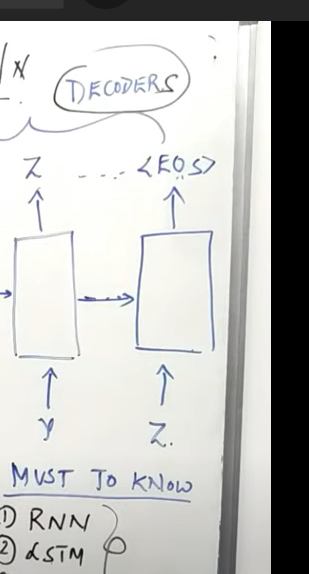 DECODERS
Z .... <EOS>
y Z.
MUST TO KNOW
1) RNN
2) LSTM